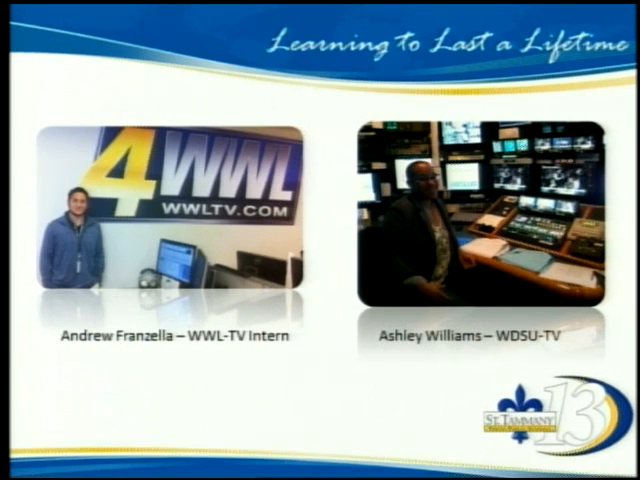 Learning to Last a Lifetime
4WWL
WWLTV.COM
Andrew Franzella – WWL-TV Intern
Ashley Williams – WDSU-TV
ST. TAMMANY
13